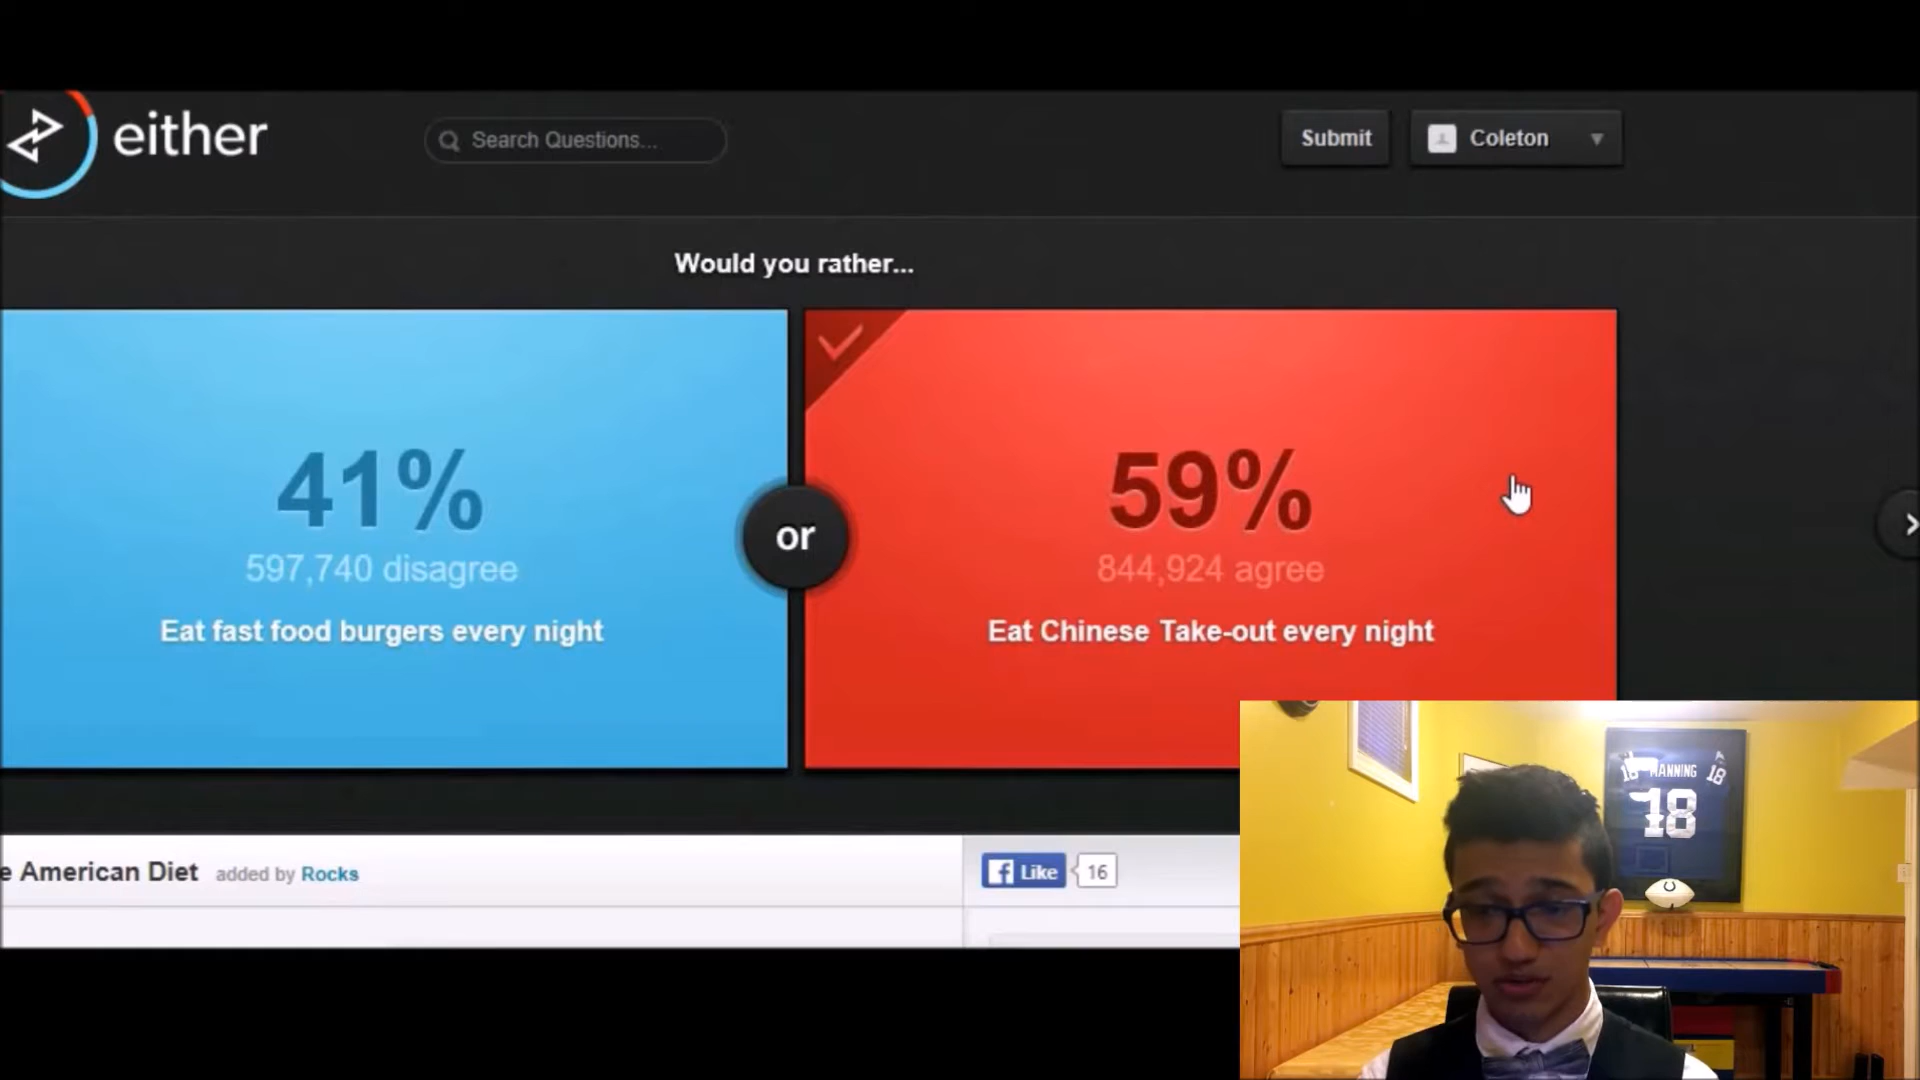 either
Search Questions...
Submit
Coleton
Would you rather...
41%
597,740 disagree
Eat fast food burgers every night
or
59%
844,924 agree
Eat Chinese Take-out every night
e American Diet added by Rocks
Like 16
MANNING
18
18
18